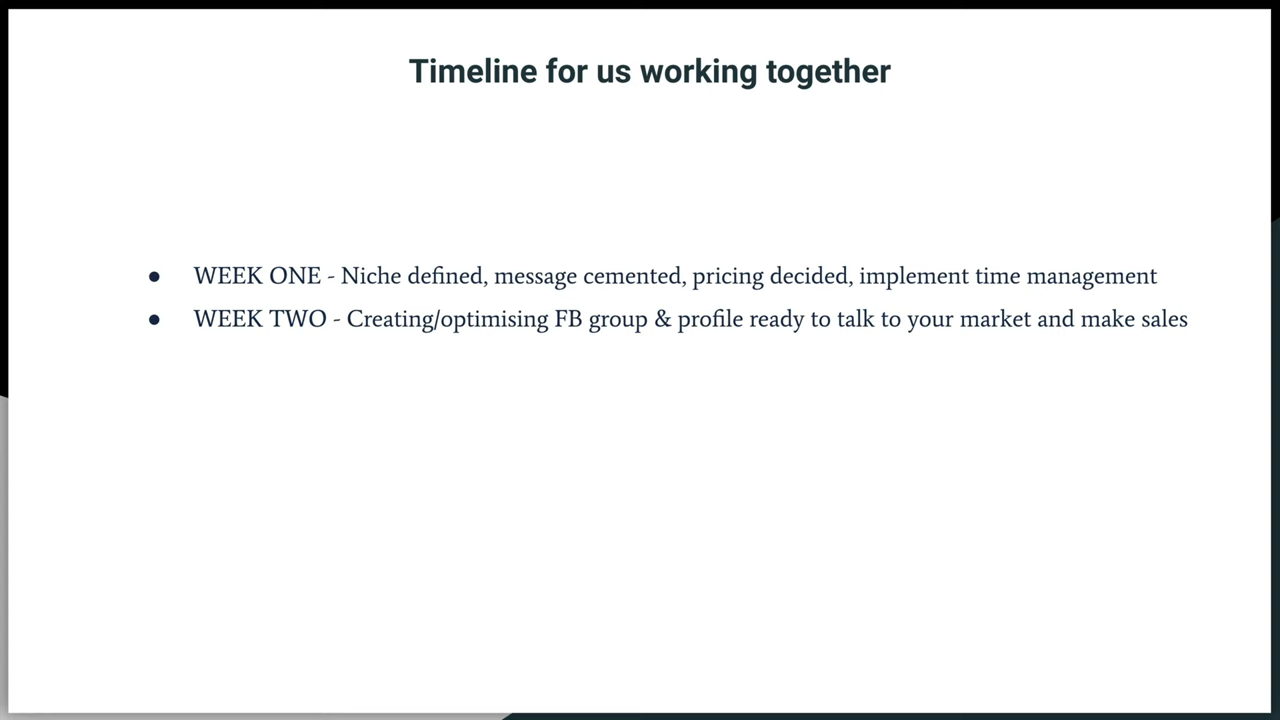 Timeline for us working together
● WEEK ONE - Niche defined, message cemented, pricing decided, implement time management
● WEEK TWO - Creating/optimising FB group & profile ready to talk to your market and make sales